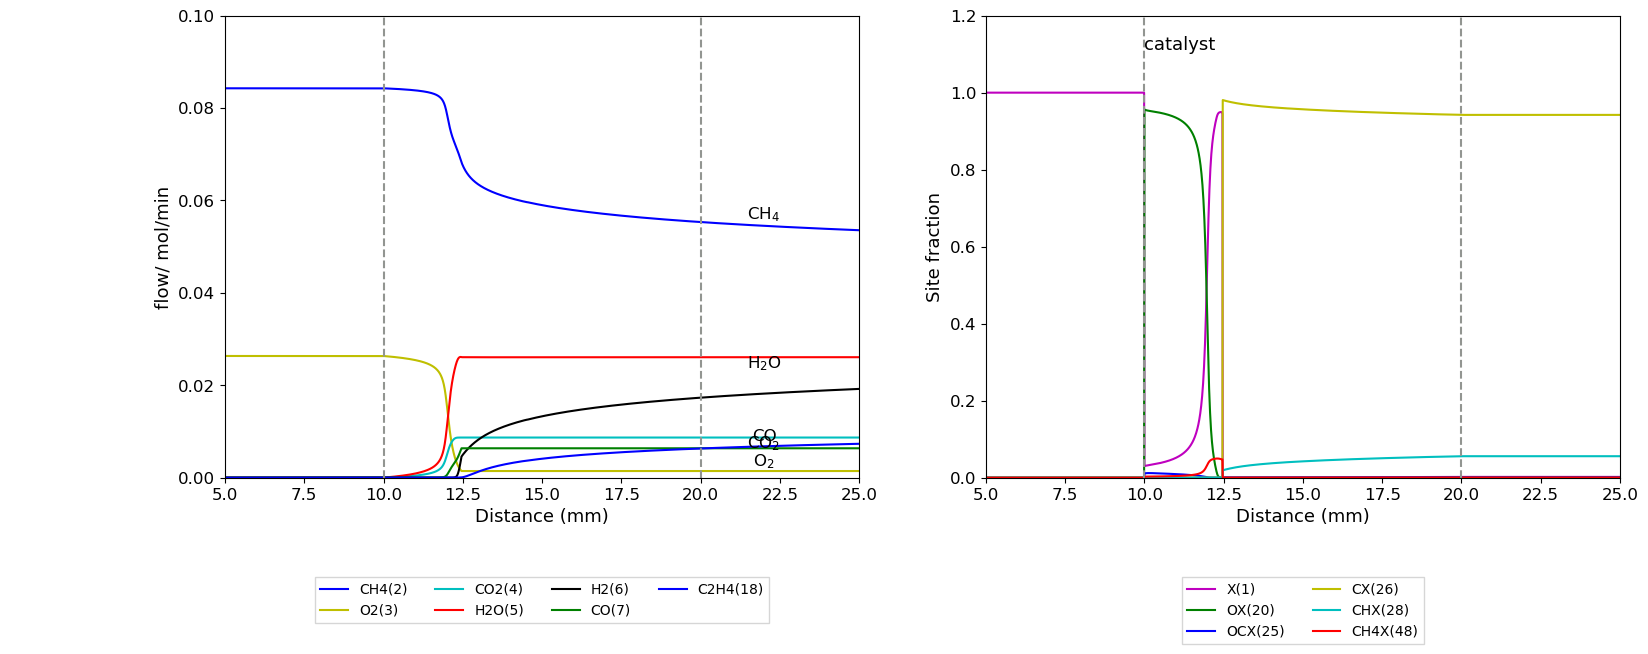 0.10
0.08
0.06
0.04
0.02
0.00
flow/ mol/min
CH4
H2O
CO
CO2
O2
5.0 7.5 10.0 12.5 15.0 17.5 20.0 22.5 25.0
Distance (mm)
CH4(2) CO2(4) H2(6) C2H4(18)
O2(3) H2O(5) CO(7)
1.2
1.0
0.8
0.6
0.4
0.2
0.0
Site fraction
catalyst
5.0 7.5 10.0 12.5 15.0 17.5 20.0 22.5 25.0
Distance (mm)
X(1) CX(26)
OX(20) CHX(28)
OCX(25) CH4X(48)